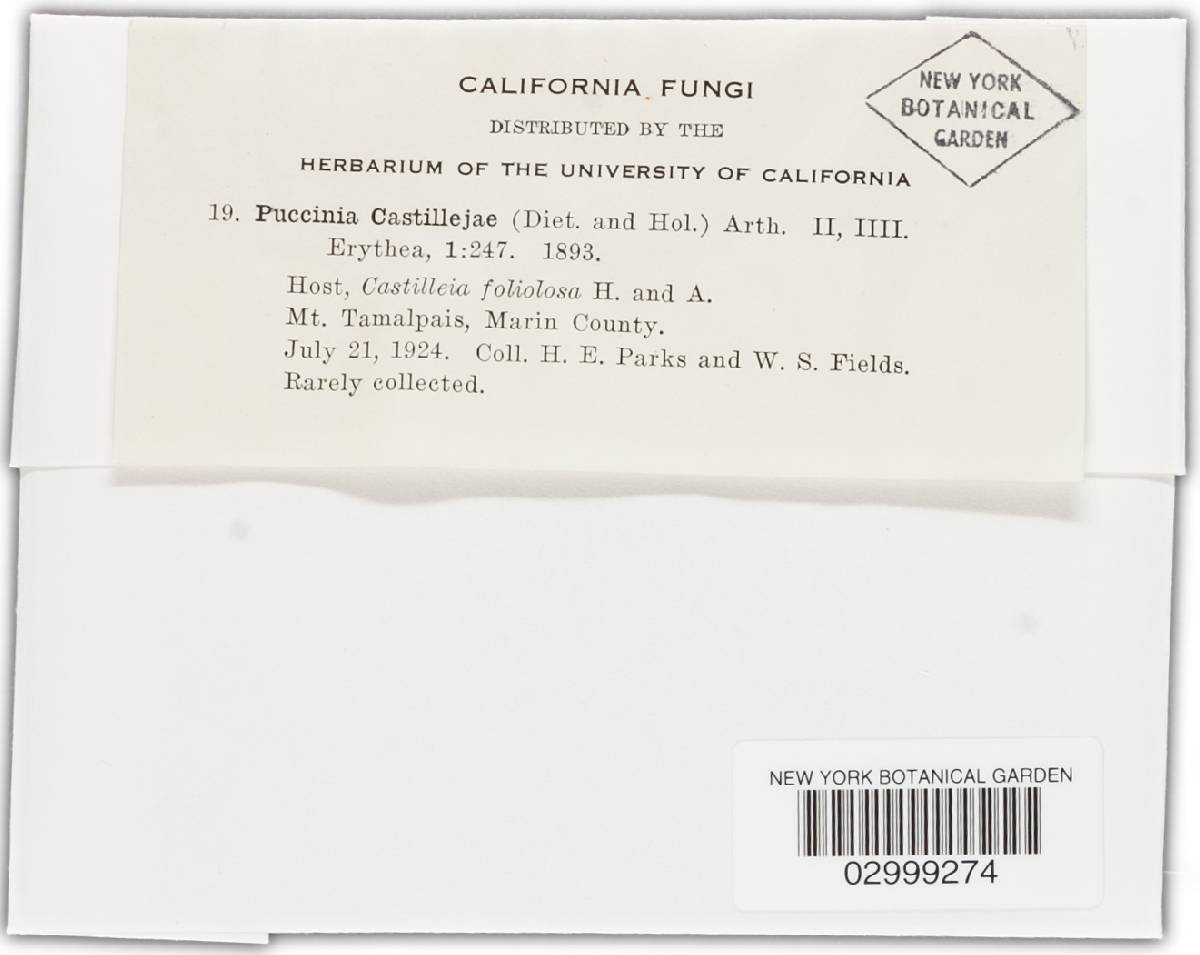 CALIFORNIA FUNGI
DISTRIBUTED BY THE
HERBARIUM OF THE UNIVERSITY OF CALIFORNIA
NEW YORK
BOTANICAL
GARDEN
19. Puccinia Castillejae (Diet. and Hol.) Arth. II, IIII.
Erythea, 1:247. 1893.
Host, Castilleia foliolosa H. and A.
Mt. Tamalpais, Marin County.
July 21, 1924. Coll. H. E. Parks and W. S. Fields.
Rarely collected.
NEW YORK BOTANICAL GARDEN
02999274